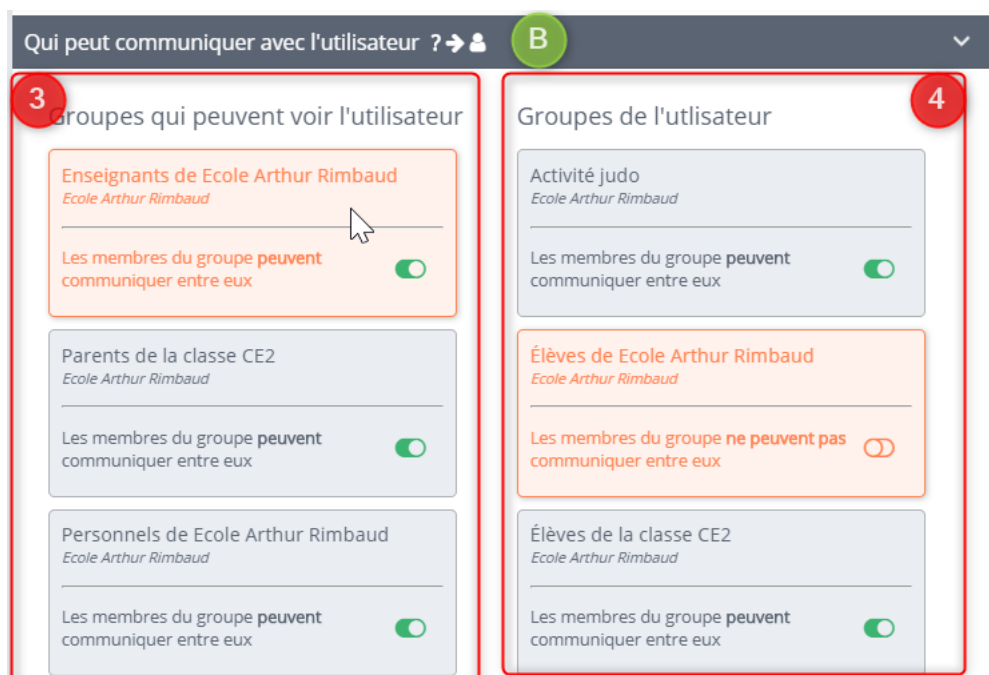 Qui peut communiquer avec l'utilisateur ? B
3
Groupes qui peuvent voir l'utilisateur
Enseignants de Ecole Arthur Rimbaud
Ecole Arthur Rimbaud
Les membres du groupe peuvent
communiquer entre eux
Parents de la classe CE2
Ecole Arthur Rimbaud
Les membres du groupe peuvent
communiquer entre eux
Personnels de Ecole Arthur Rimbaud
Ecole Arthur Rimbaud
Les membres du groupe peuvent
communiquer entre eux
4
Groupes de l'utlisateur
Activité judo
Ecole Arthur Rimbaud
Les membres du groupe peuvent
communiquer entre eux
Élèves de Ecole Arthur Rimbaud
Ecole Arthur Rimbaud
Les membres du groupe ne peuvent pas
communiquer entre eux
Élèves de la classe CE2
Ecole Arthur Rimbaud
Les membres du groupe peuvent
communiquer entre eux